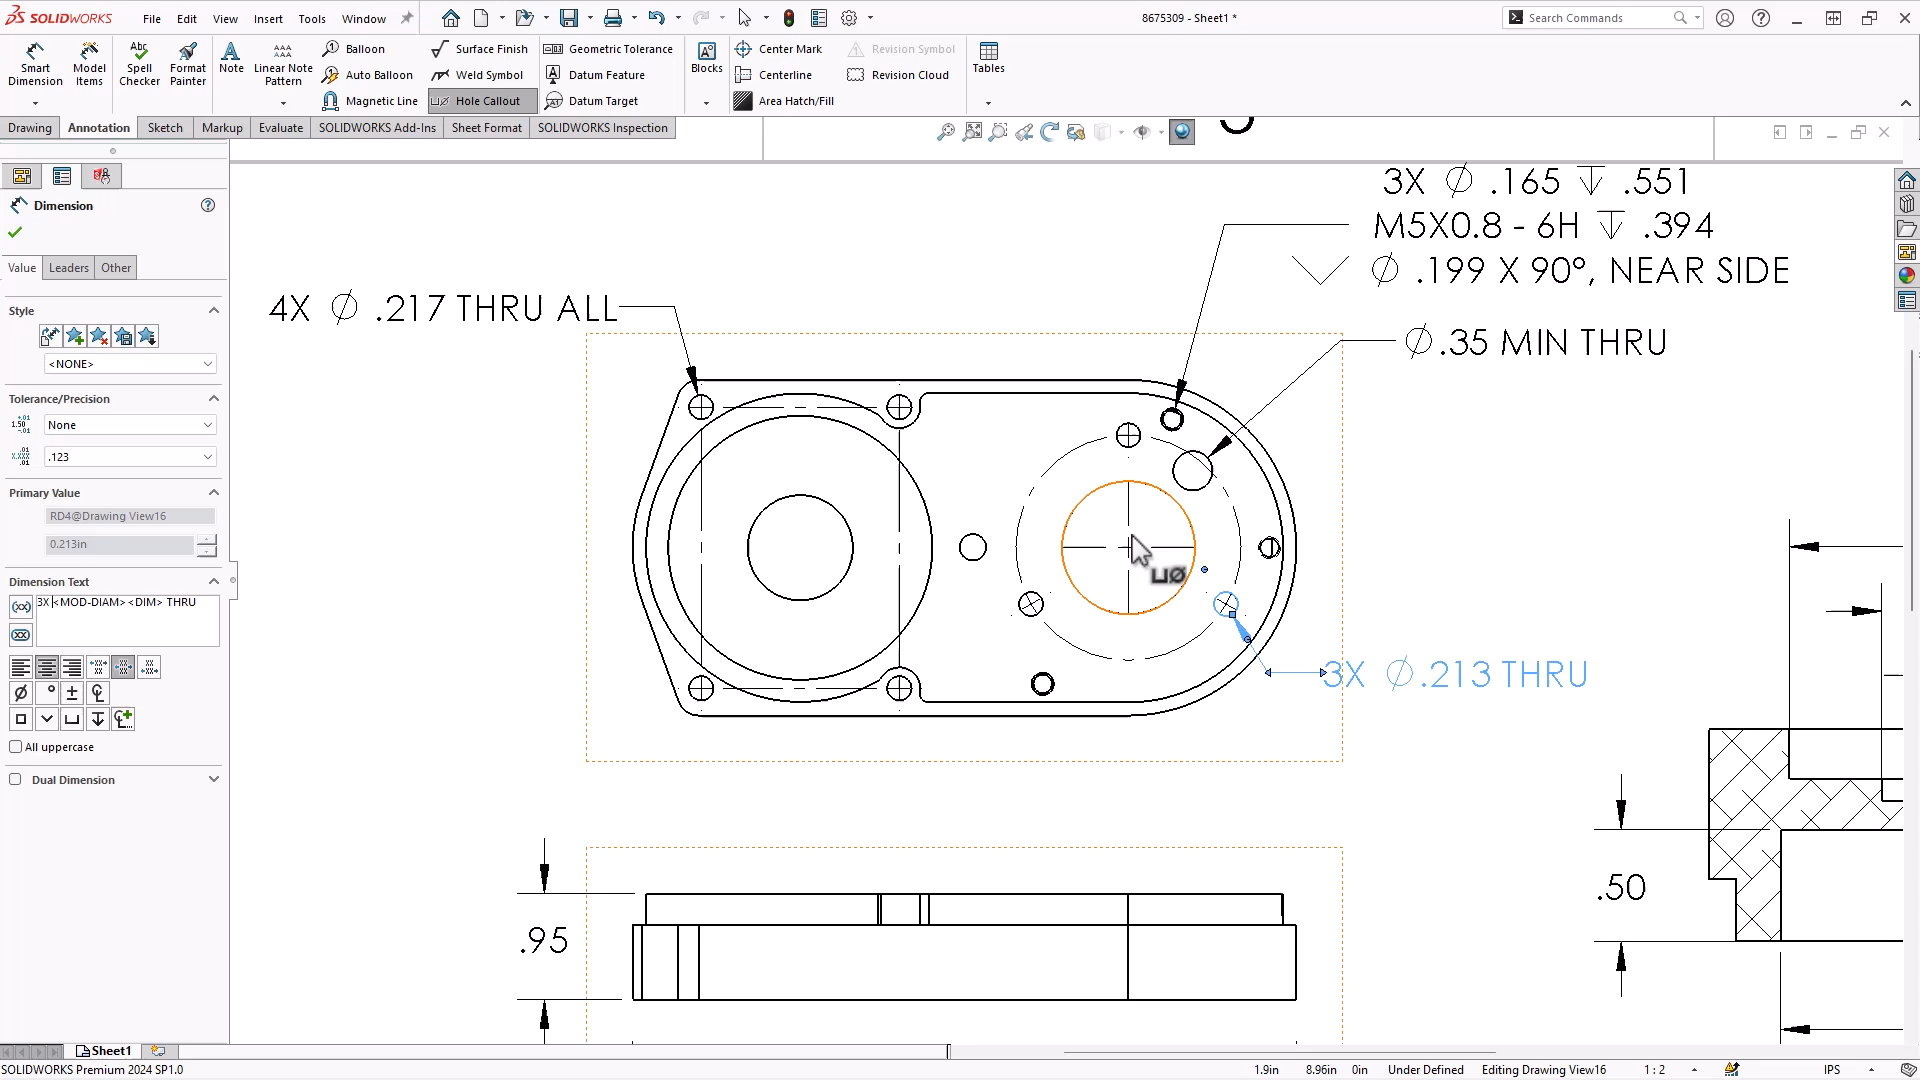 SOLIDWORKS
File Edit View Insert Tools Window
8675309 - Sheet1 *
Search Commands
Smart Dimension
Model Items
Spell Checker
Format Painter
Note
Linear Note Pattern
Balloon
Auto Balloon
Magnetic Line
Surface Finish
Weld Symbol
Hole Callout
Geometric Tolerance
Datum Feature
Datum Target
Blocks
Center Mark
Centerline
Area Hatch/Fill
Revision Symbol
Revision Cloud
Tables
Drawing Annotation Sketch Markup Evaluate SOLIDWORKS Add-Ins Sheet Format SOLIDWORKS Inspection
Dimension
Value Leaders Other
Style
<NONE>
Tolerance/Precision
None
.123
Primary Value
RD4@Drawing View16
0.213in
Dimension Text
3X <MOD-DIAM><DIM> THRU
All uppercase
Dual Dimension
3X ∅ .165 ↧ .551
M5X0.8 - 6H ↧ .394
⌵ ∅ .199 X 90°, NEAR SIDE
4X ∅ .217 THRU ALL
∅.35 MIN THRU
3X ∅.213 THRU
.95
.50
Sheet1
SOLIDWORKS Premium 2024 SP1.0
1.9in 8.96in 0in Under Defined Editing Drawing View16 1 : 2 IPS